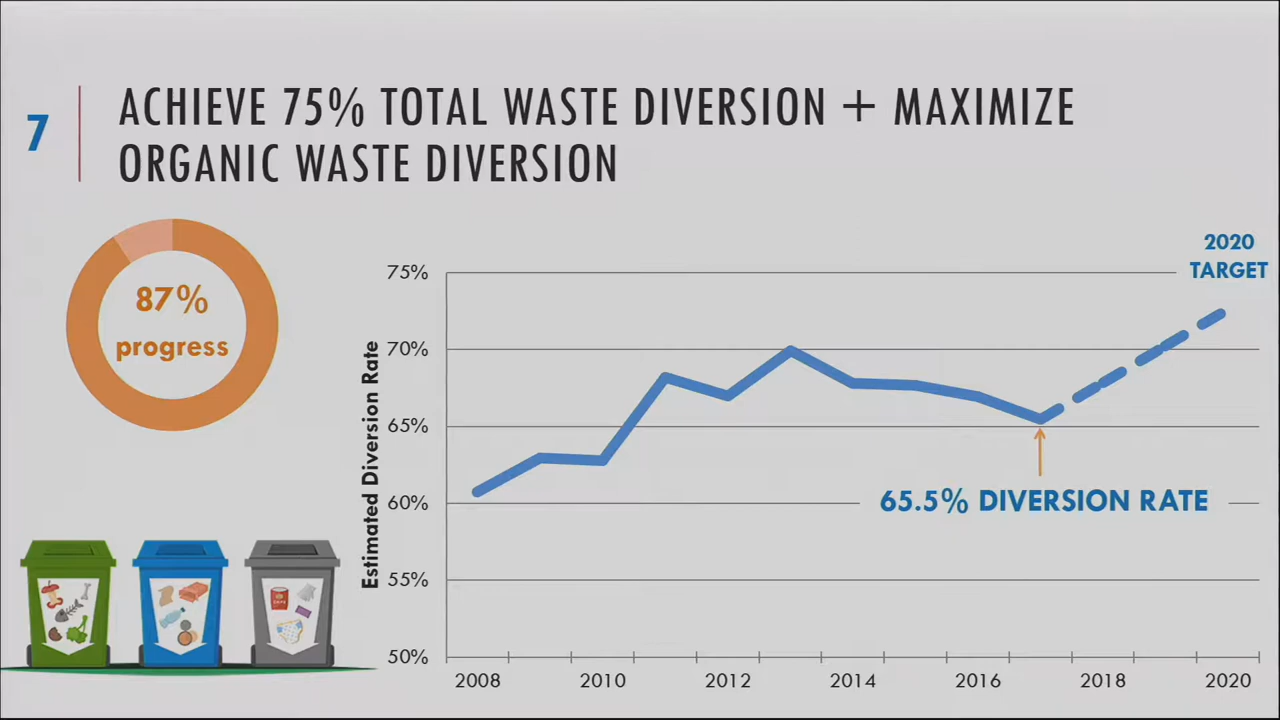 7
ACHIEVE 75% TOTAL WASTE DIVERSION + MAXIMIZE
ORGANIC WASTE DIVERSION
87%
progress
2020
TARGET
75%
70%
65%
60%
55%
50%
Estimated Diversion Rate
65.5% DIVERSION RATE
2008
2010
2012
2014
2016
2018
2020